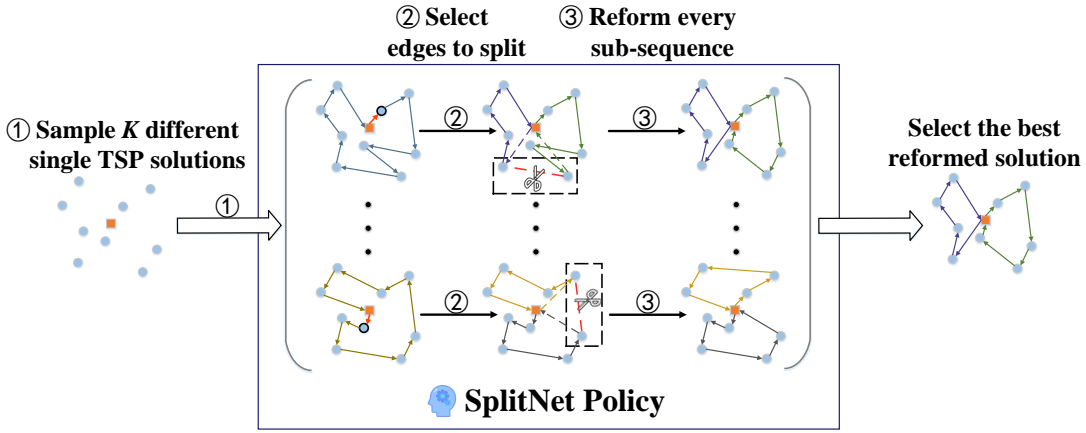 ② Select
edges to split
③ Reform every
sub-sequence
① Sample K different
single TSP solutions
①
②
③
②
③
Select the best
reformed solution
SplitNet Policy